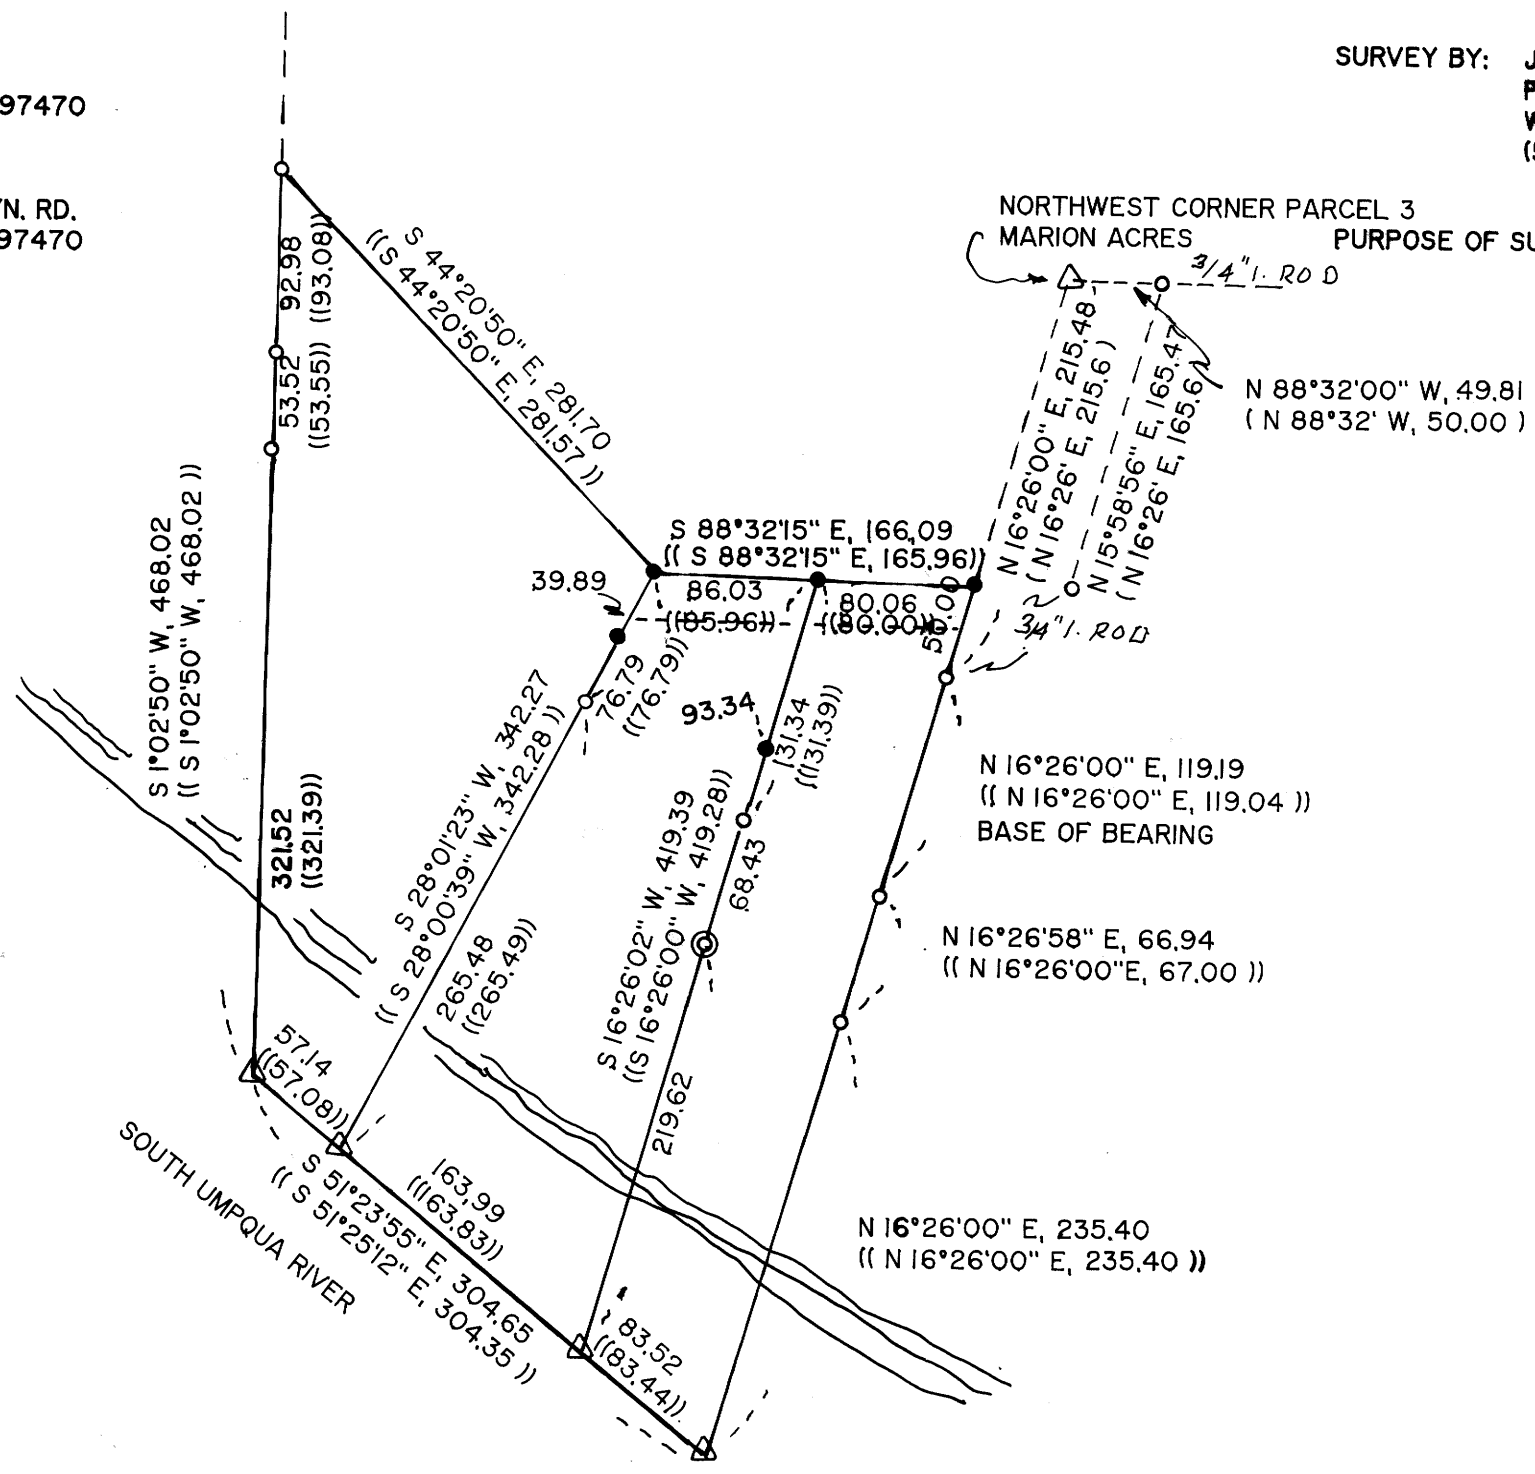 97470
YN. RD.
97470
SURVEY BY:
NORTHWEST CORNER PARCEL 3
MARION ACRES
PURPOSE OF SU
3/4" I. ROD
N 88°32'00" W, 49.81
( N 88°32' W, 50.00 )
N 16°26'00" E, 215.48
( N 16°26' E, 215.6 )
N 15°58'56" E, 165.47
( N 16°26' E, 165.6
3/4" I. ROD
92.98
((93.08))
53.52
((53.55))
S 44°20'50" E, 281.70
((S 44°20'50" E, 281.57 ))
S 88°32'15" E, 166.09
(( S 88°32'15" E, 165.96))
39.89
86.03
((85.96))
80.06
((80.00))
50.00
S 1°02'50" W, 468.02
(( S 1°02'50" W, 468.02 ))
321.52
((321.39))
76.79
((76.79))
93.34
131.34
((131.39))
S 28°01'23" W, 342.27
(( S 28°00'39" W, 342.28 ))
265.48
((265.49))
S 16°26'02" W, 419.39
((S 16°26'00" W, 419.28))
68.43
219.62
N 16°26'00" E, 119.19
(( N 16°26'00" E, 119.04 ))
BASE OF BEARING
N 16°26'58" E, 66.94
(( N 16°26'00"E, 67.00 ))
N 16°26'00" E, 235.40
(( N 16°26'00" E, 235.40 ))
57.14
((57.08))
SOUTH UMPQUA RIVER
163.99
((163.83))
S 51°23'55" E, 304.65
(( S 51°25'12" E, 304.35 ))
83.52
((83.44))